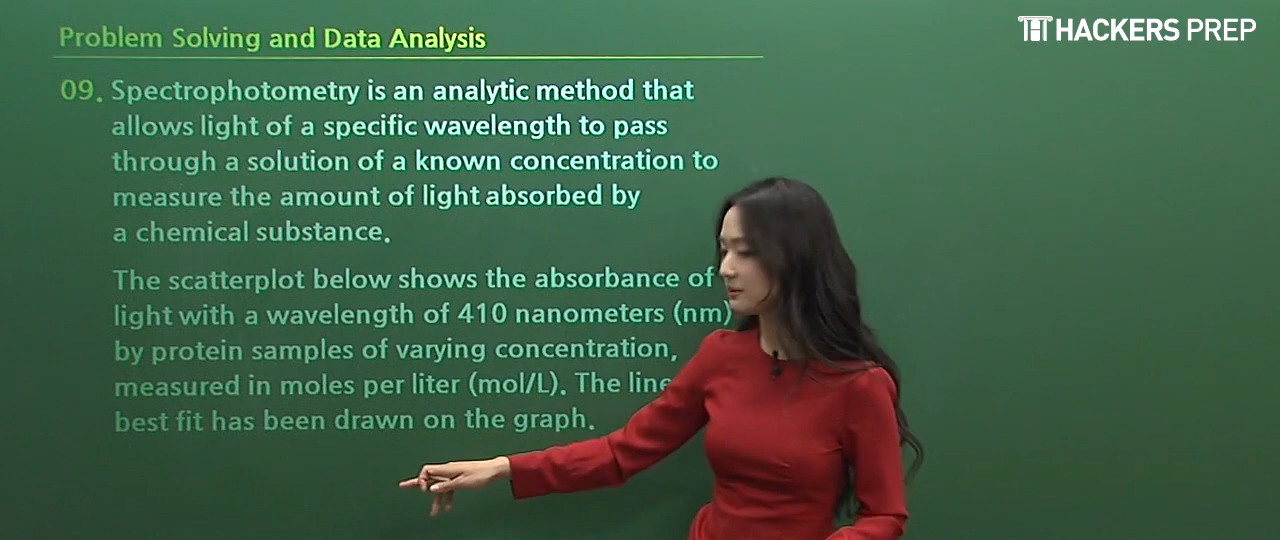 Problem Solving and Data Analysis
HACKERS PREP
09. Spectrophotometry is an analytic method that
allows light of a specific wavelength to pass
through a solution of a known concentration to
measure the amount of light absorbed by
a chemical substance.
The scatterplot below shows the absorbance of
light with a wavelength of 410 nanometers (nm)
by protein samples of varying concentration,
measured in moles per liter (mol/L). The line
best fit has been drawn on the graph.